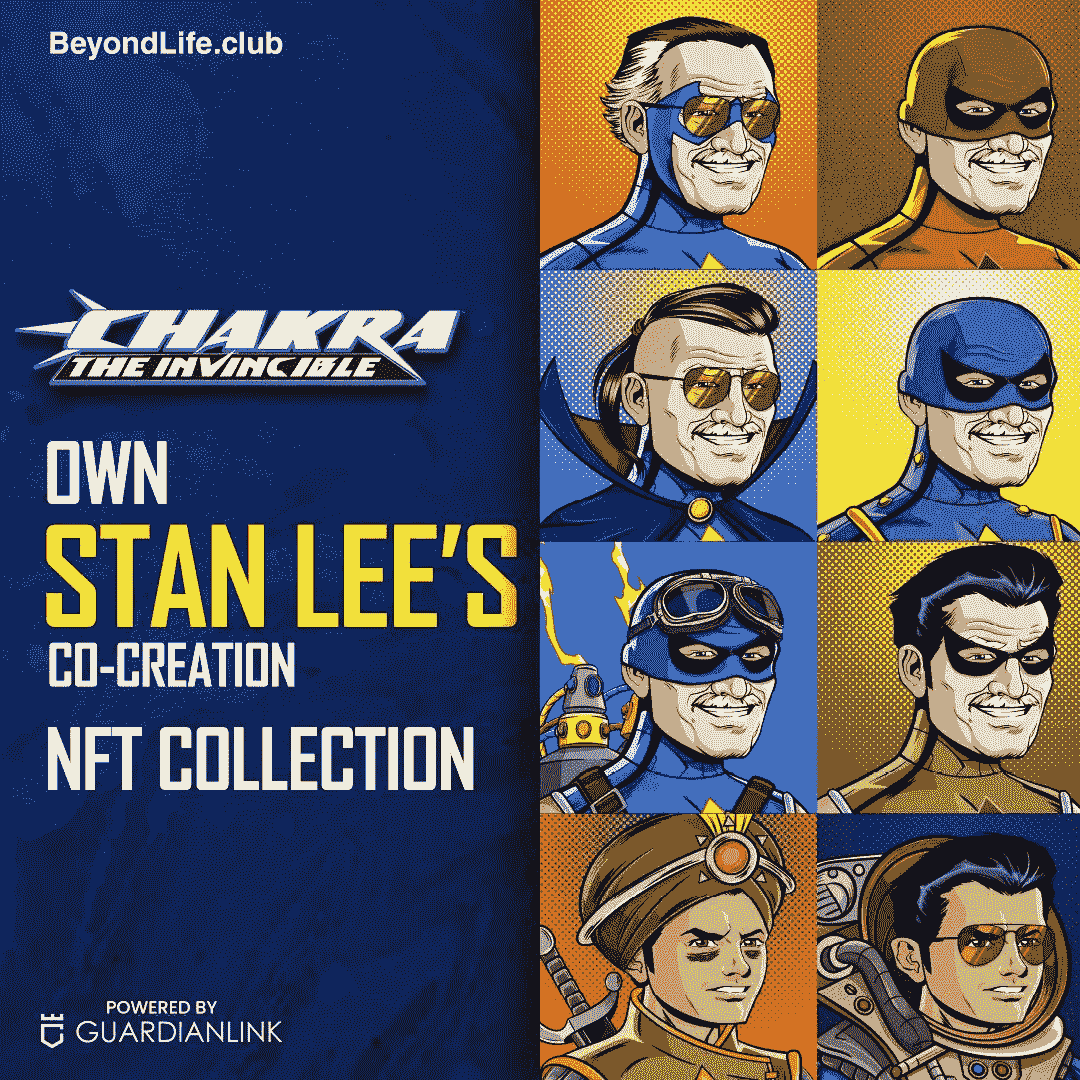 BeyondLife.club
CHAKRA
THE INVINCIBLE
OWN
STAN LEE'S
CO-CREATION
NFT COLLECTION
POWERED BY
GUARDIANLINK